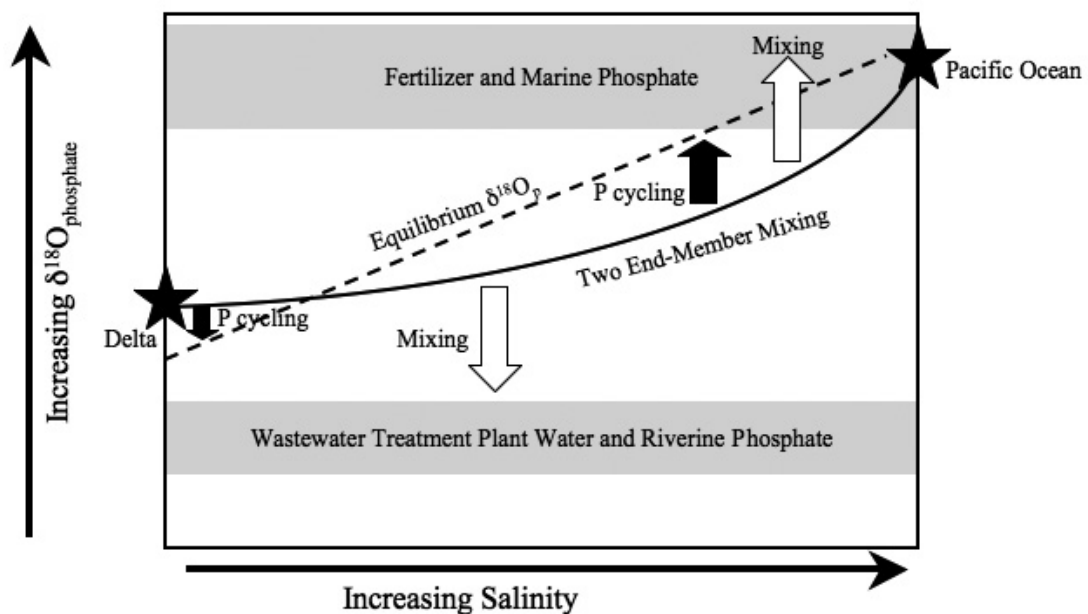 Mixing
Fertilizer and Marine Phosphate
Pacific Ocean
Increasing δ¹⁸Ophosphate
Equilibrium δ¹⁸Op
P cycling
Two End-Member Mixing
P cycling
Delta
Mixing
Wastewater Treatment Plant Water and Riverine Phosphate
Increasing Salinity